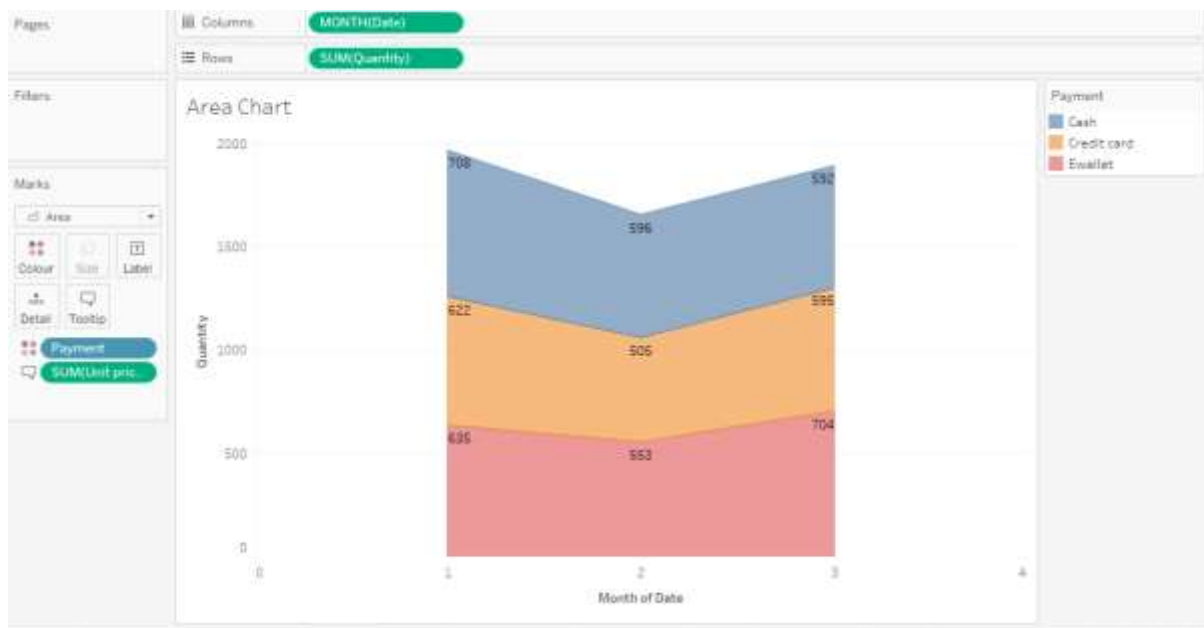 Pages
Columns
MONTH(Date)
Rows
SUM(Quantity)
Filters
Area Chart
Payment
Cash
Credit card
Ewallet
Marks
Area
Colour
Size
Label
Detail
Tooltip
Payment
SUM(Unit pric..
Quantity
2000
1500
1000
500
0
708
596
592
622
505
595
635
553
704
0
1
2
3
4
Month of Date